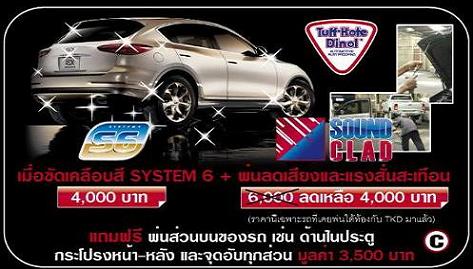 Tuff-Kote
Dinol
AUTOMOTIVE
RUST PROOFING
SYSTEM
S6
SOUND
CLAD
เมื่อขัดเคลือบสี SYSTEM 6 + พ่นลดเสียงและแรงสั่นสะเทือน
4,000 บาท
6,900 ลดเหลือ 4,000 บาท
(ราคานี้เฉพาะรถที่เคยพ่นใต้ท้องกับ TKD มาแล้ว)
แถมฟรี พ่นส่วนบนของรถ เช่น ด้านในประตู
กระโปรงหน้า-หลัง และจุดอับทุกส่วน มูลค่า 3,500 บาท
C